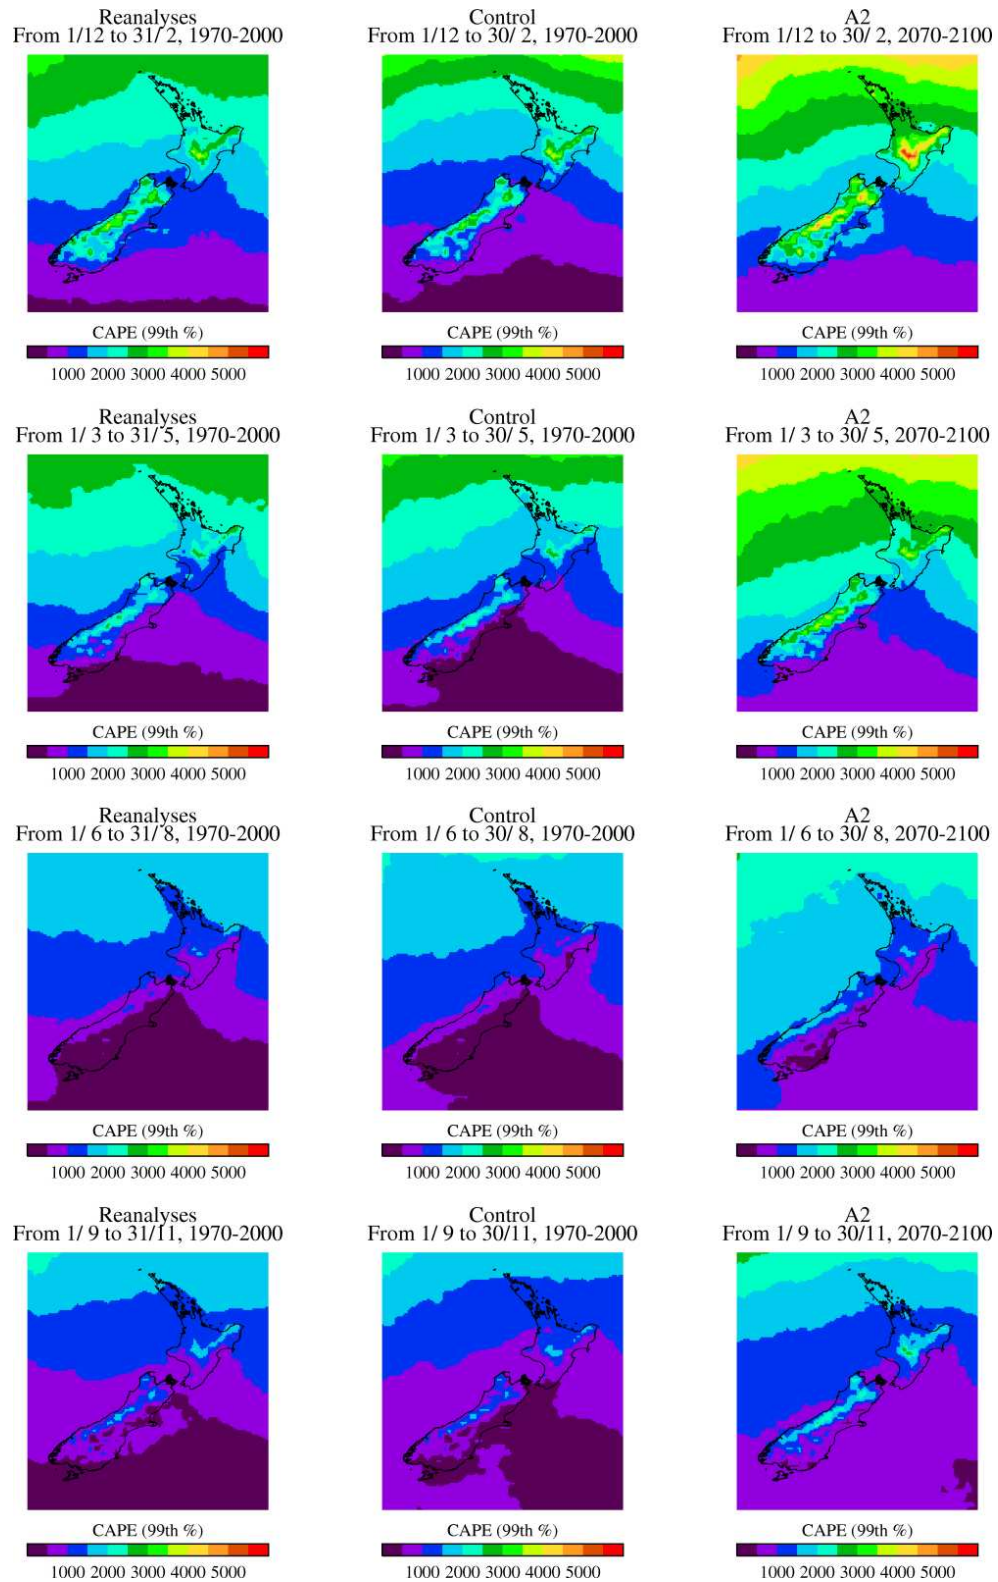 Reanalyses
From 1/12 to 31/ 2, 1970-2000
Control
From 1/12 to 30/ 2, 1970-2000
A2
From 1/12 to 30/ 2, 2070-2100
CAPE (99th %)
1000 2000 3000 4000 5000
CAPE (99th %)
1000 2000 3000 4000 5000
CAPE (99th %)
1000 2000 3000 4000 5000
Reanalyses
From 1/ 3 to 31/ 5, 1970-2000
Control
From 1/ 3 to 30/ 5, 1970-2000
A2
From 1/ 3 to 30/ 5, 2070-2100
CAPE (99th %)
1000 2000 3000 4000 5000
CAPE (99th %)
1000 2000 3000 4000 5000
CAPE (99th %)
1000 2000 3000 4000 5000
Reanalyses
From 1/ 6 to 31/ 8, 1970-2000
Control
From 1/ 6 to 30/ 8, 1970-2000
A2
From 1/ 6 to 30/ 8, 2070-2100
CAPE (99th %)
1000 2000 3000 4000 5000
CAPE (99th %)
1000 2000 3000 4000 5000
CAPE (99th %)
1000 2000 3000 4000 5000
Reanalyses
From 1/ 9 to 31/11, 1970-2000
Control
From 1/ 9 to 30/11, 1970-2000
A2
From 1/ 9 to 30/11, 2070-2100
CAPE (99th %)
1000 2000 3000 4000 5000
CAPE (99th %)
1000 2000 3000 4000 5000
CAPE (99th %)
1000 2000 3000 4000 5000